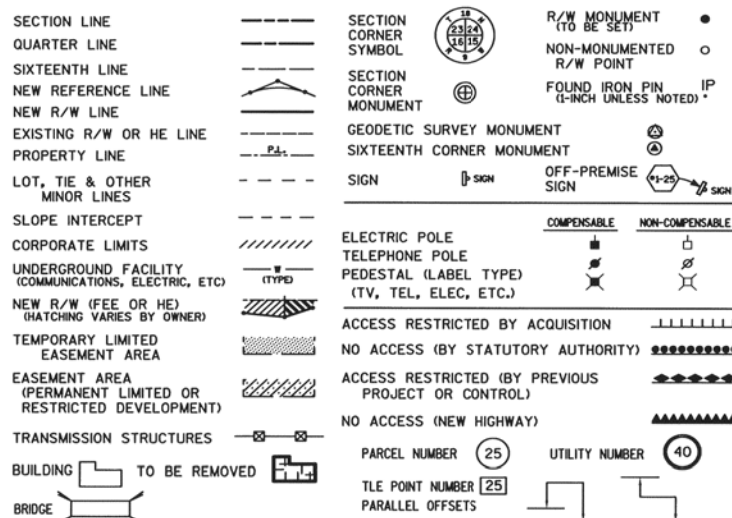 SECTION LINE
QUARTER LINE
SIXTEENTH LINE
NEW REFERENCE LINE
NEW R/W LINE
EXISTING R/W OR HE LINE
PROPERTY LINE
P.L.
LOT, TIE & OTHER
MINOR LINES
SLOPE INTERCEPT
CORPORATE LIMITS
UNDERGROUND FACILITY
(COMMUNICATIONS, ELECTRIC, ETC)
W
(TYPE)
NEW R/W (FEE OR HE)
(HATCHING VARIES BY OWNER)
TEMPORARY LIMITED
EASEMENT AREA
EASEMENT AREA
(PERMANENT LIMITED OR
RESTRICTED DEVELOPMENT)
TRANSMISSION STRUCTURES
BUILDING
TO BE REMOVED
BRIDGE
SECTION
CORNER
SYMBOL
18
T N
23 24
16 15
R W
9
R/W MONUMENT
(TO BE SET)
NON-MONUMENTED
R/W POINT
SECTION
CORNER
MONUMENT
FOUND IRON PIN
(1-INCH UNLESS NOTED)
IP
GEODETIC SURVEY MONUMENT
SIXTEENTH CORNER MONUMENT
SIGN
SIGN
OFF-PREMISE
SIGN
1-25
SIGN
COMPENSABLE NON-COMPENSABLE
ELECTRIC POLE
TELEPHONE POLE
PEDESTAL (LABEL TYPE)
(TV, TEL, ELEC, ETC.)
ACCESS RESTRICTED BY ACQUISITION
NO ACCESS (BY STATUTORY AUTHORITY)
ACCESS RESTRICTED (BY PREVIOUS
PROJECT OR CONTROL)
NO ACCESS (NEW HIGHWAY)
PARCEL NUMBER 25
UTILITY NUMBER 40
TLE POINT NUMBER 25
PARALLEL OFFSETS